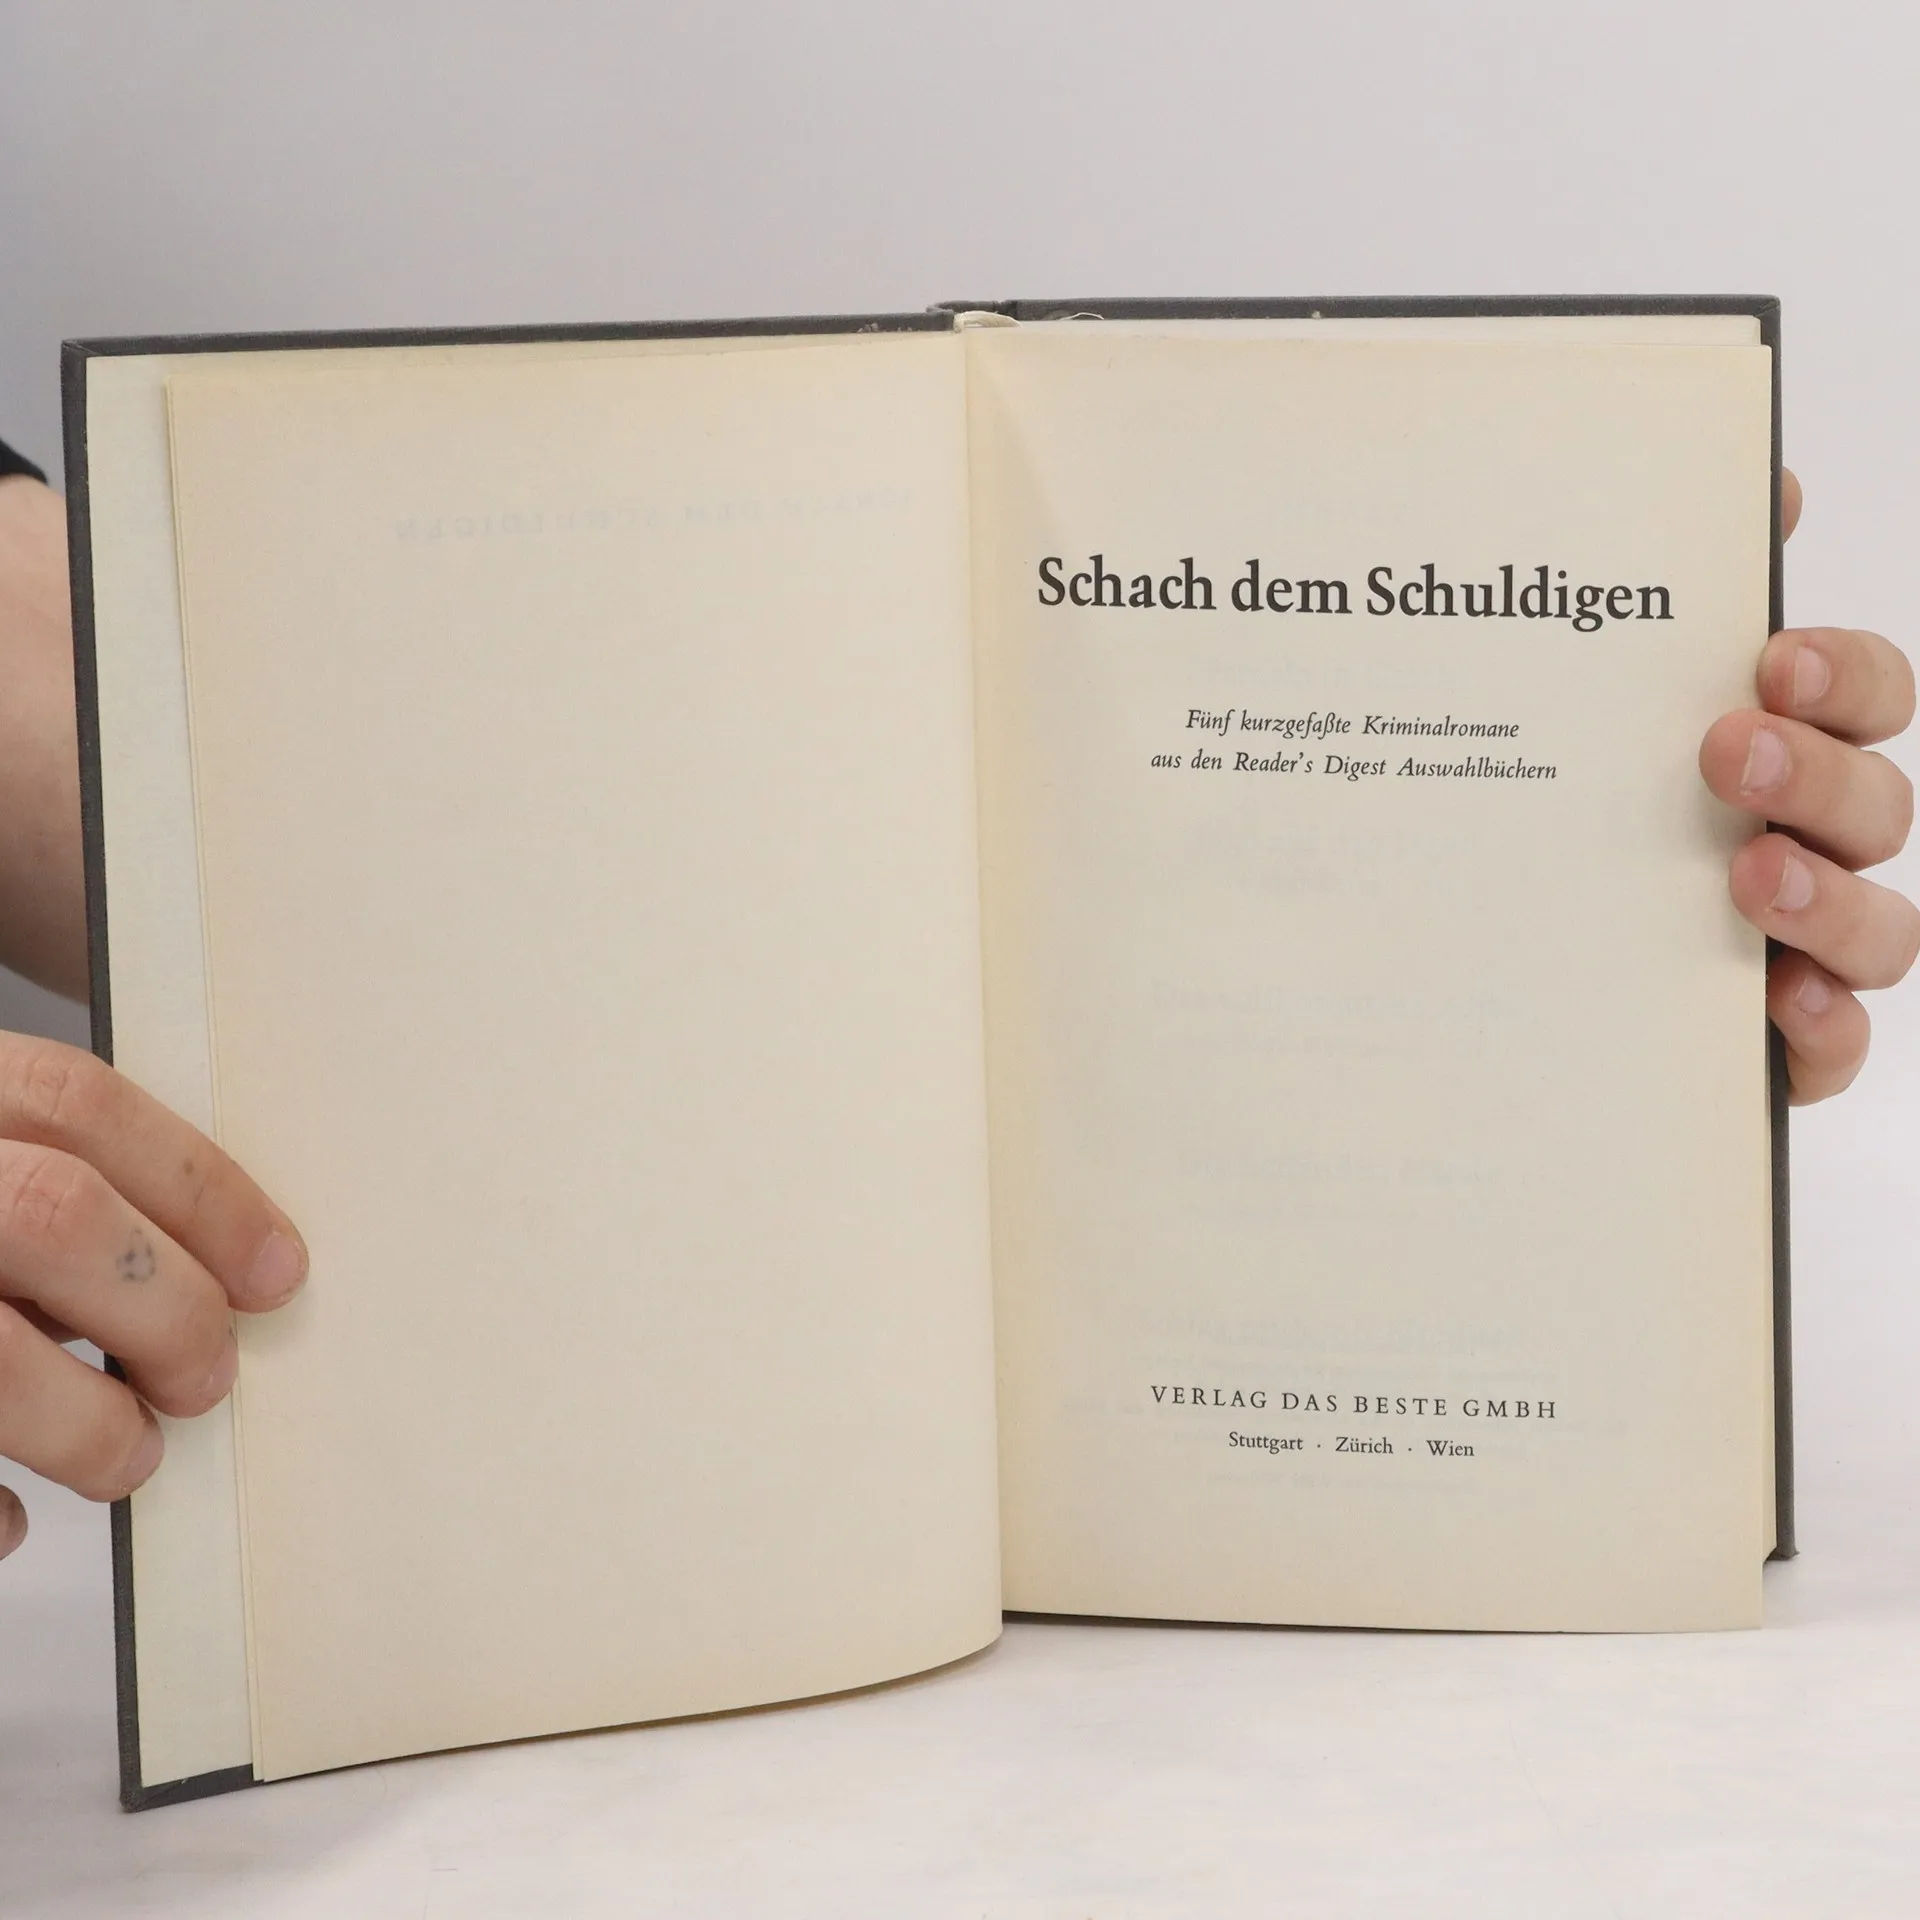 Schach dem Schuldigen
Fünf kurzgefaßte Kriminalromane
aus den Reader's Digest Auswahlbüchern
VERLAG DAS BESTE GMBH
Stuttgart · Zürich · Wien